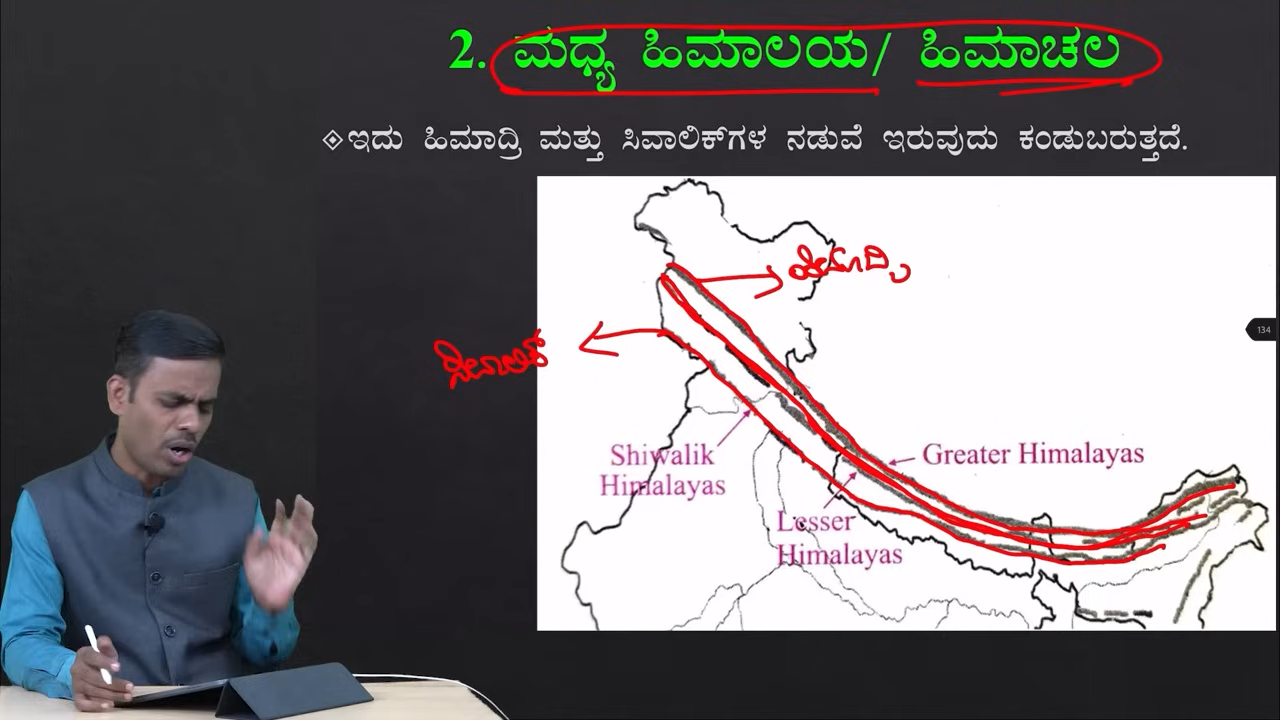 2. ಮಧ್ಯ ಹಿಮಾಲಯ/ ಹಿಮಾಚಲ
◈ಇದು ಹಿಮಾದ್ರಿ ಮತ್ತು ಸಿವಾಲಿಕ್‌ಗಳ ನಡುವೆ ಇರುವುದು ಕಂಡುಬರುತ್ತದೆ.
ಹಿಮಾದ್ರಿ
134
ಸಿವಾಲಿಕ್
Greater Himalayas
Shiwalik
Himalayas
Lesser
Himalayas